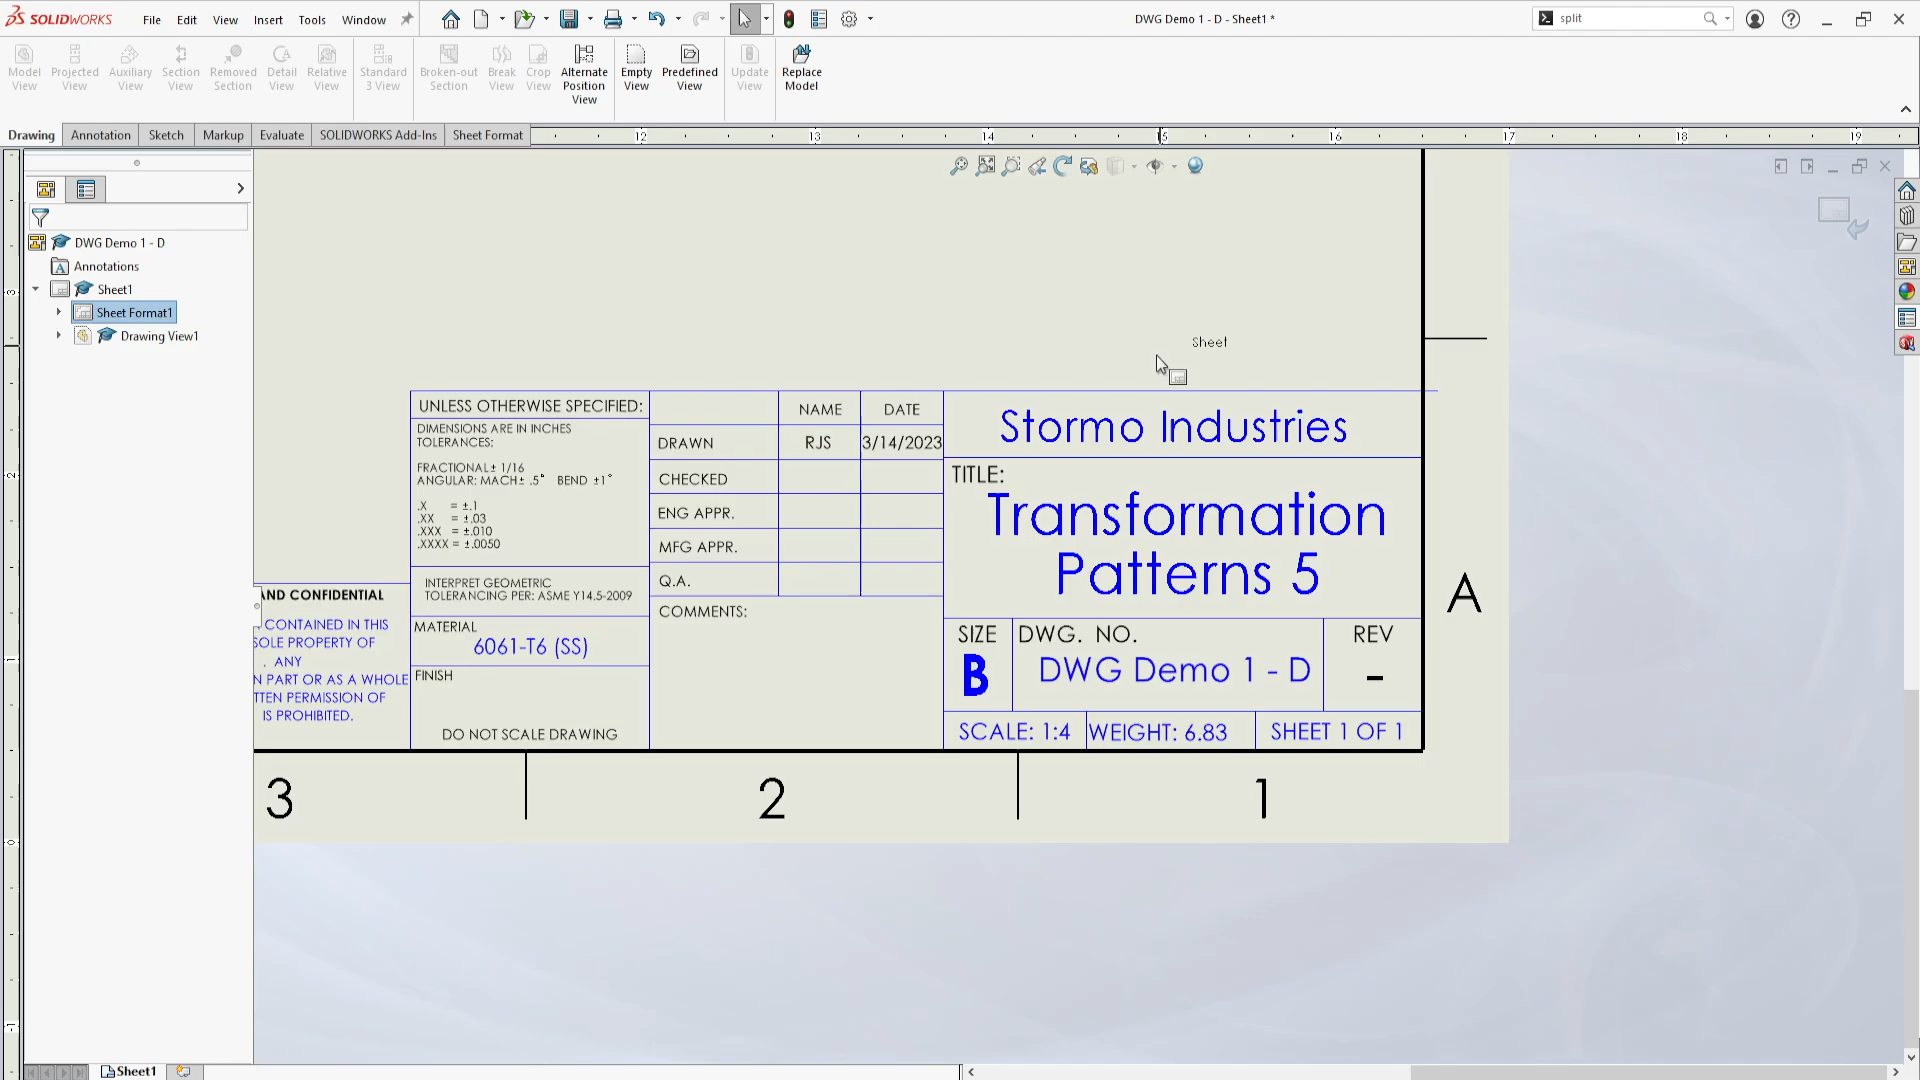 SOLIDWORKS File Edit View Insert Tools Window DWG Demo 1 - D - Sheet1 * split
Model View
Projected View
Auxiliary View
Section View
Removed Section
Detail View
Relative View
Standard 3 View
Broken-out Section
Break View
Crop View
Alternate Position View
Empty View
Predefined View
Update View
Replace Model
Drawing Annotation Sketch Markup Evaluate SOLIDWORKS Add-Ins Sheet Format
12 13 14 15 16 17 18 19
DWG Demo 1 - D
Annotations
Sheet1
Sheet Format1
Drawing View1
3
2
1
0
-1
Sheet
UNLESS OTHERWISE SPECIFIED:
DIMENSIONS ARE IN INCHES
TOLERANCES:
FRACTIONAL± 1/16
ANGULAR: MACH± .5° BEND ±1°
.X = ±.1
.XX = ±.03
.XXX = ±.010
.XXXX = ±.0050
INTERPRET GEOMETRIC
TOLERANCING PER: ASME Y14.5-2009
MATERIAL
6061-T6 (SS)
FINISH
DO NOT SCALE DRAWING
AND CONFIDENTIAL
CONTAINED IN THIS
SOLE PROPERTY OF
. ANY
N PART OR AS A WHOLE
TTEN PERMISSION OF
IS PROHIBITED.
NAME DATE
DRAWN RJS 3/14/2023
CHECKED
ENG APPR.
MFG APPR.
Q.A.
COMMENTS:
Stormo Industries
TITLE:
Transformation
Patterns 5
SIZE DWG. NO. REV
B DWG Demo 1 - D -
SCALE: 1:4 WEIGHT: 6.83 SHEET 1 OF 1
A
3 2 1
Sheet1